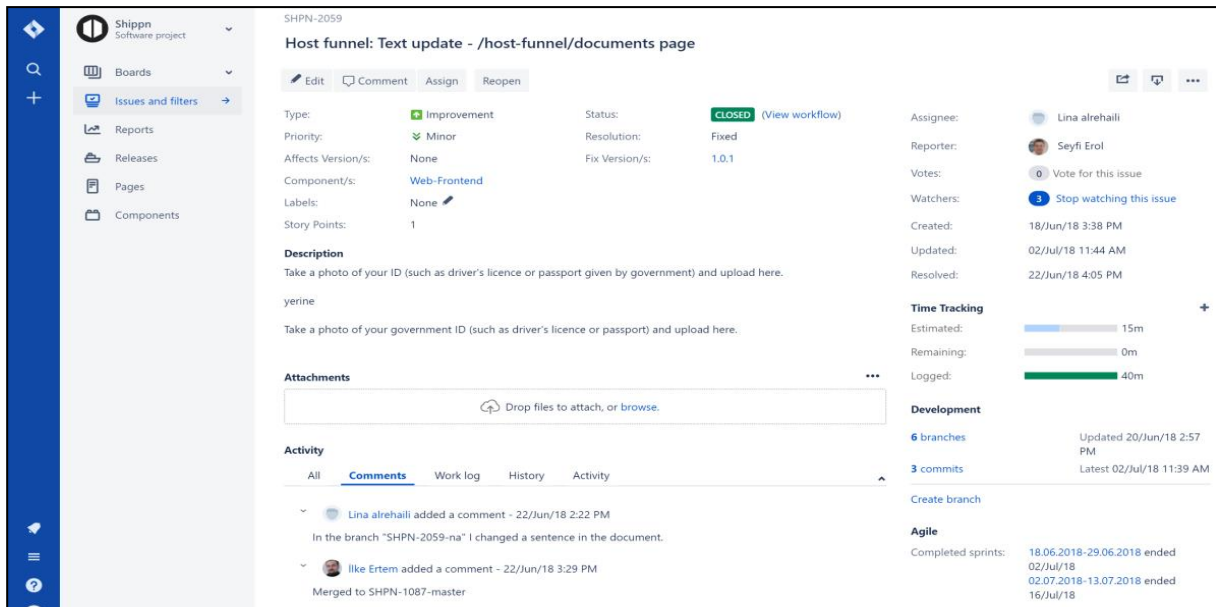 Shippn
Software project
Boards
Issues and filters
Reports
Releases
Pages
Components
SHPN-2059
Host funnel: Text update - /host-funnel/documents page
Edit Comment Assign Reopen
Type: Improvement Status: CLOSED (View workflow)
Priority: Minor Resolution: Fixed
Affects Version/s: None Fix Version/s: 1.0.1
Component/s: Web-Frontend
Labels: None
Story Points: 1
Description
Take a photo of your ID (such as driver's licence or passport given by government) and upload here.
yerine
Take a photo of your government ID (such as driver's licence or passport) and upload here.
Attachments
Drop files to attach, or browse.
Activity
All Comments Work log History Activity
Lina alrehaili added a comment - 22/Jun/18 2:22 PM
In the branch "SHPN-2059-na" I changed a sentence in the document.
İlke Ertem added a comment - 22/Jun/18 3:29 PM
Merged to SHPN-1087-master
Assignee: Lina alrehaili
Reporter: Seyfi Erol
Votes: 0 Vote for this issue
Watchers: 3 Stop watching this issue
Created: 18/Jun/18 3:38 PM
Updated: 02/Jul/18 11:44 AM
Resolved: 22/Jun/18 4:05 PM
Time Tracking
Estimated: 15m
Remaining: 0m
Logged: 40m
Development
6 branches Updated 20/Jun/18 2:57
PM
3 commits Latest 02/Jul/18 11:39 AM
Create branch
Agile
Completed sprints: 18.06.2018-29.06.2018 ended
02/Jul/18
02.07.2018-13.07.2018 ended
16/Jul/18